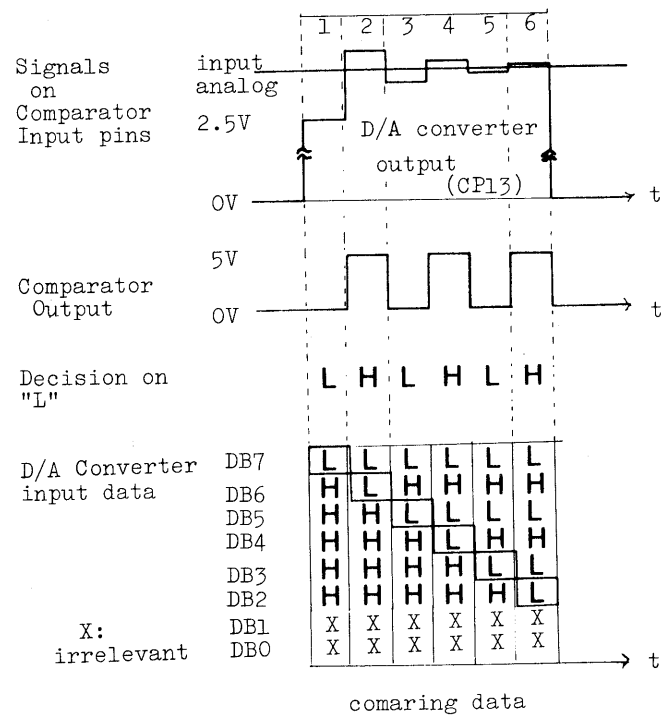 1 2 3 4 5 6
Signals
on
Comparator
Input pins
input
analog
2.5V
D/A converter
output
(CP13)
0V
t
5V
Comparator
Output
0V
t
Decision on
"L"
L H L H L H
D/A Converter
input data
DB7 L L L L L L
DB6 H L H H H H
DB5 H H L L L L
DB4 H H H L H H
DB3 H H H H L L
DB2 H H H H H L
X:
irrelevant
DB1 X X X X X X
DB0 X X X X X X
t
comaring data